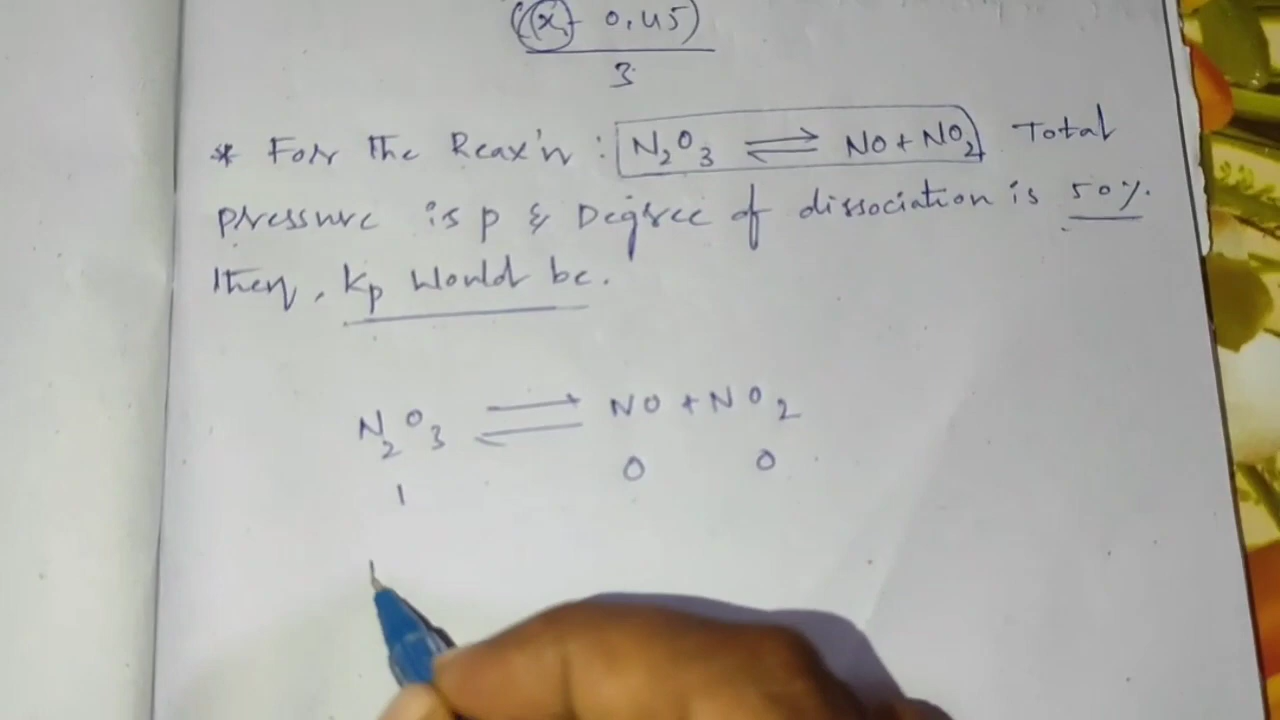 (x - 0.45)
3
* For the Reax'n : N₂O₃ ⇌ NO + NO₂ Total
pressure is p & Degree of dissociation is 50%.
then, Kp would be.
N₂O₃ ⇌ NO + NO₂
1 0 0